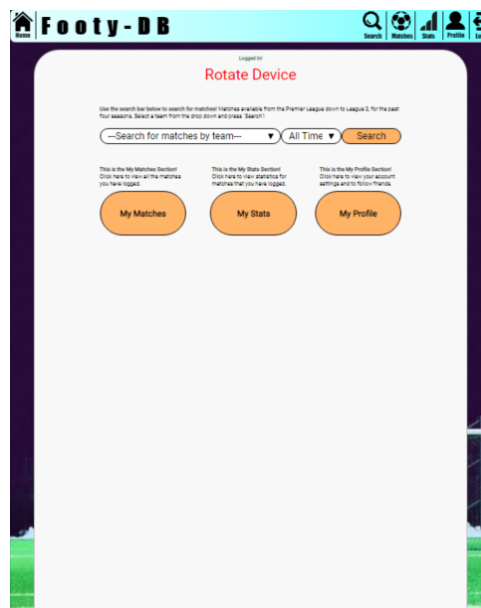 Footy-DB
Home
Search
Matches
Stats
Profile
Logged In!
Rotate Device
Use the search bar below to search for matches! Matches available from the Premier League down to League 2, for the past
four seasons. Select a team from the drop down and press 'Search'!
---Search for matches by team---
All Time
Search
This is the My Matches Section!
Click here to view all the matches
you have logged.
This is the My Stats Section!
Click here to view statistics for
matches that you have logged.
This is the My Profile Section!
Click here to view your account
settings and to follow friends.
My Matches
My Stats
My Profile